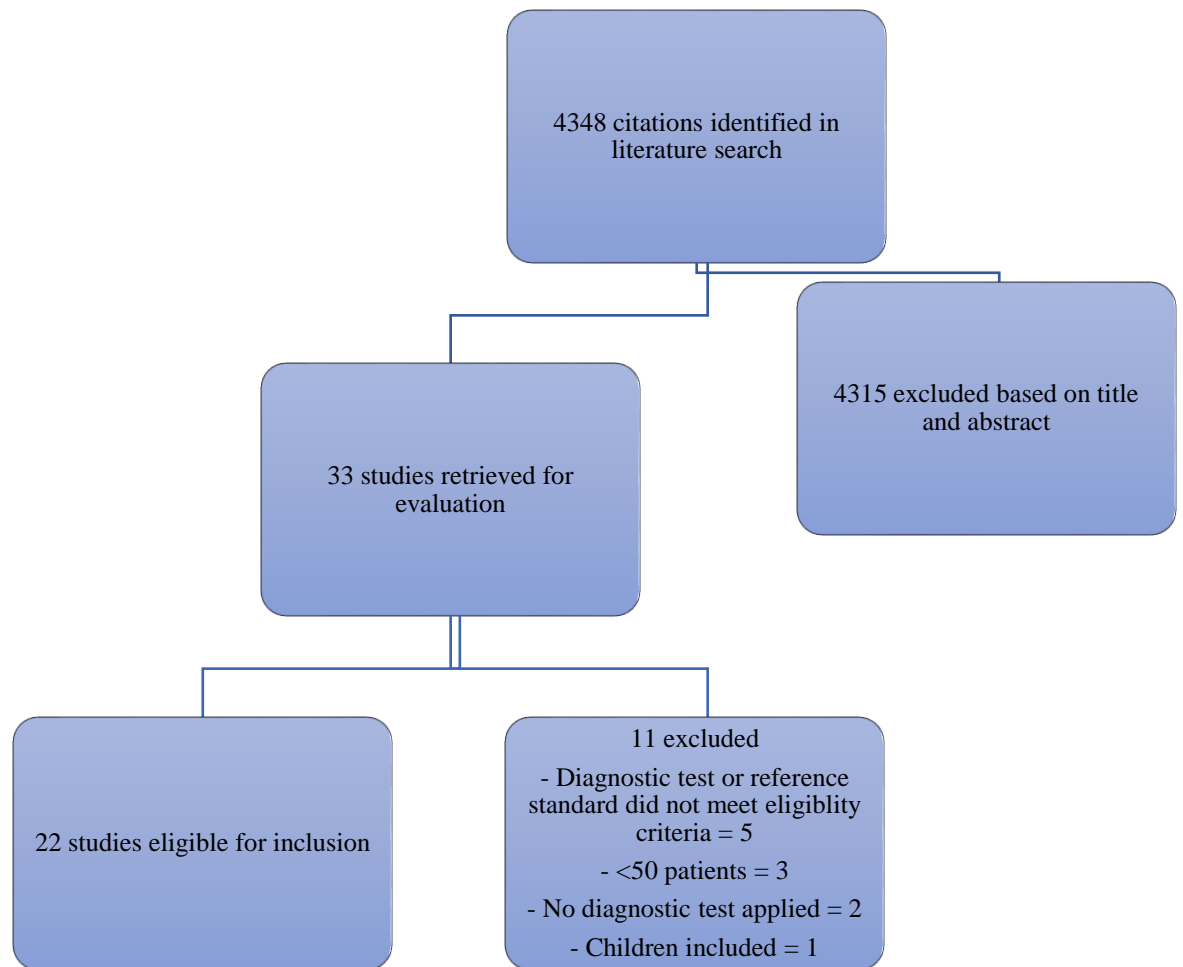 4348 citations identified in
literature search
4315 excluded based on title
and abstract
33 studies retrieved for
evaluation
22 studies eligible for inclusion
11 excluded
- Diagnostic test or reference
standard did not meet eligiblity
criteria = 5
- <50 patients = 3
- No diagnostic test applied = 2
- Children included = 1